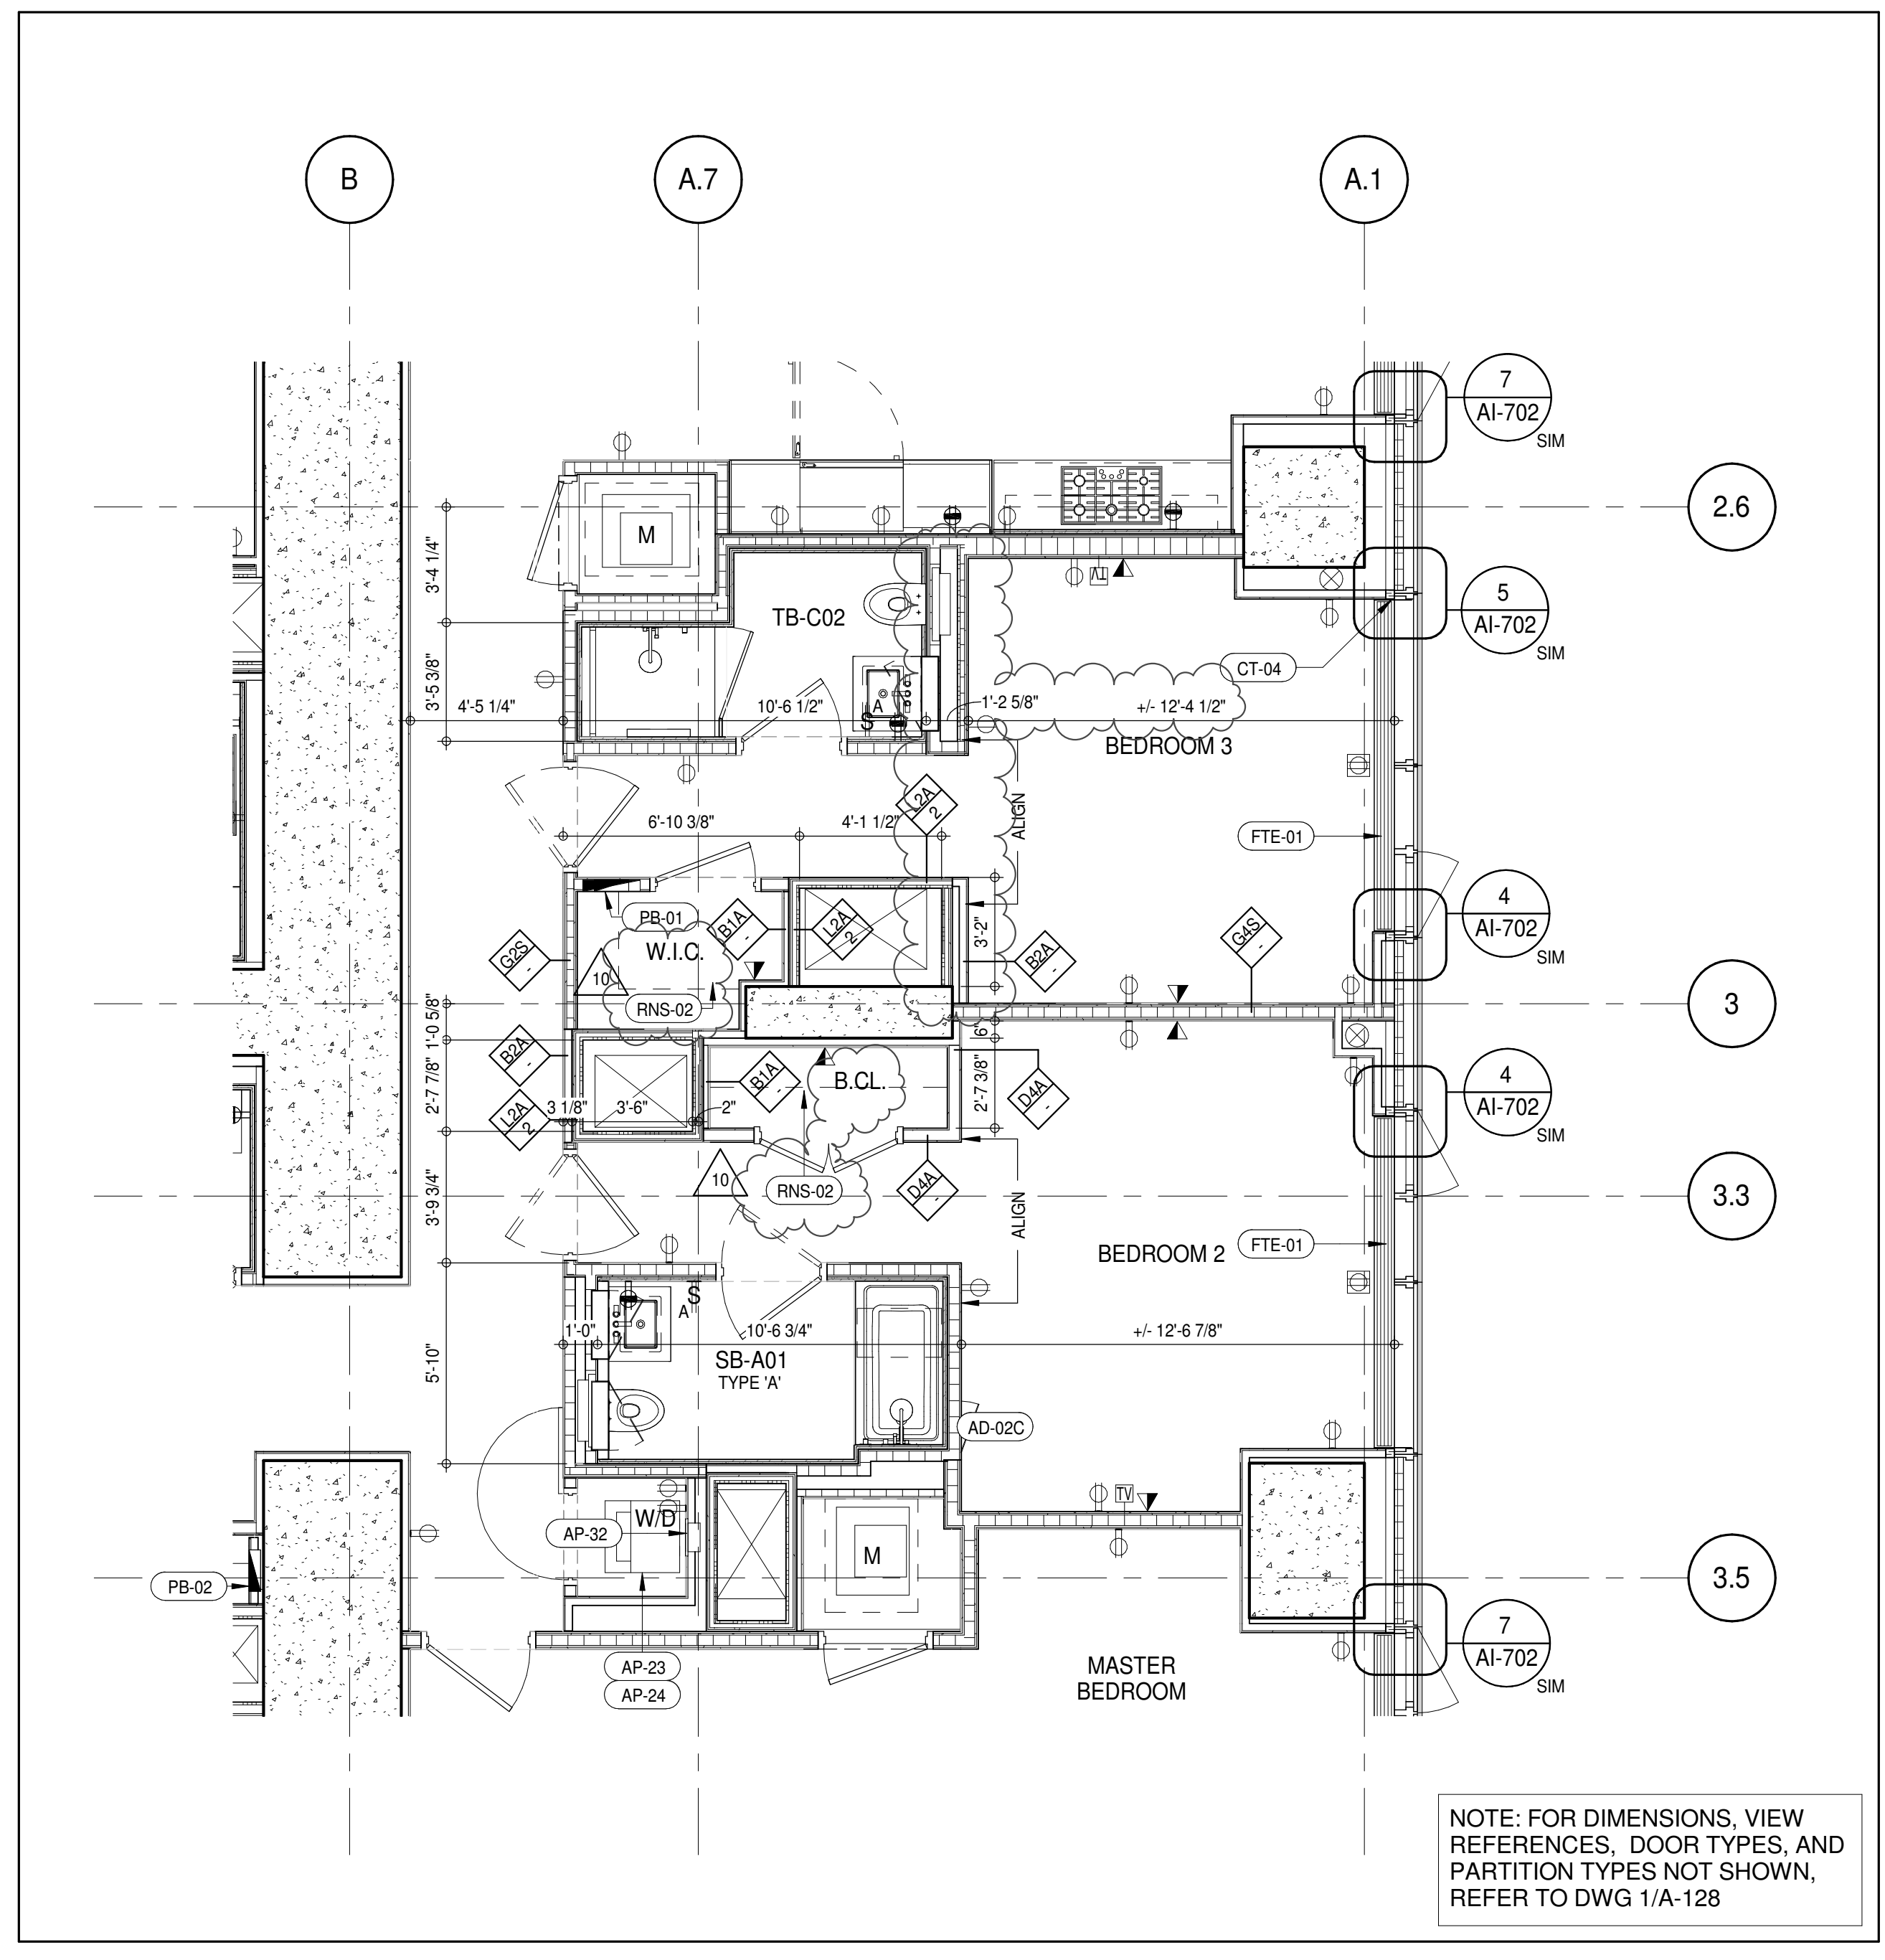 B
A.7
A.1
7
AI-702
SIM
2.6
M
3'-4 1/4"
TV
5
AI-702
SIM
TB-C02
CT-04
3'-5 3/8"
4'-5 1/4"
10'-6 1/2"
A
S
1'-2 5/8"
+/- 12'-4 1/2"
BEDROOM 3
L2A
2
6'-10 3/8"
4'-1 1/2"
ALIGN
FTE-01
PB-01
B1A
-
L2A
2
3'-2"
G4S
-
4
AI-702
SIM
G2S
-
W.I.C.
10
B2A
-
RNS-02
3
1'-0 5/8"
6"
B2A
-
2'-7 7/8"
B1A
-
B.CL.
2'-7 3/8"
D4A
-
4
AI-702
SIM
L2A
2
3 1/8"
3'-6"
2"
10
RNS-02
D4A
-
3.3
3'-9 3/4"
ALIGN
BEDROOM 2
FTE-01
S
A
1'-0"
10'-6 3/4"
+/- 12'-6 7/8"
SB-A01
TYPE 'A'
5'-10"
AD-02C
TV
W/D
AP-32
M
PB-02
3.5
7
AI-702
SIM
AP-23
AP-24
MASTER
BEDROOM
NOTE: FOR DIMENSIONS, VIEW
REFERENCES,  DOOR TYPES, AND
PARTITION TYPES NOT SHOWN,
REFER TO DWG 1/A-128